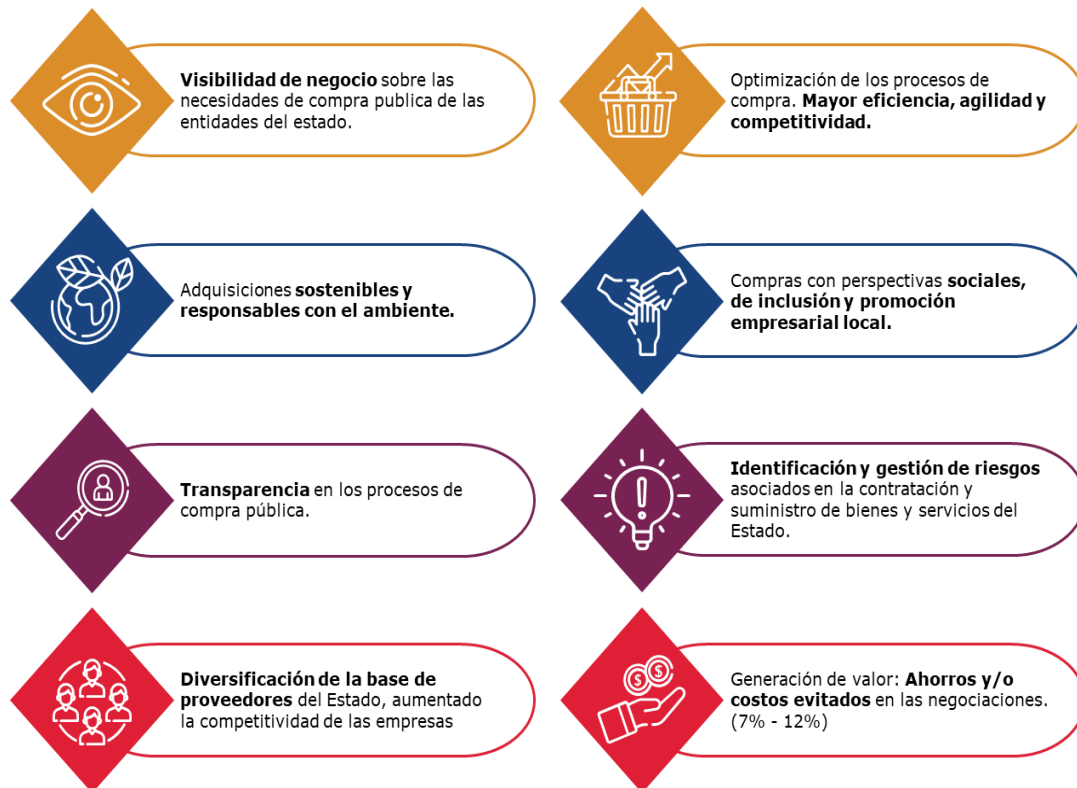 Visibilidad de negocio sobre las
necesidades de compra publica de las
entidades del estado.
Optimización de los procesos de
compra. Mayor eficiencia, agilidad y
competitividad.
Adquisiciones sostenibles y
responsables con el ambiente.
Compras con perspectivas sociales,
de inclusión y promoción
empresarial local.
Transparencia en los procesos de
compra pública.
Identificación y gestión de riesgos
asociados en la contratación y
suministro de bienes y servicios del
Estado.
Diversificación de la base de
proveedores del Estado, aumentado
la competitividad de las empresas
Generación de valor: Ahorros y/o
costos evitados en las negociaciones.
(7% - 12%)